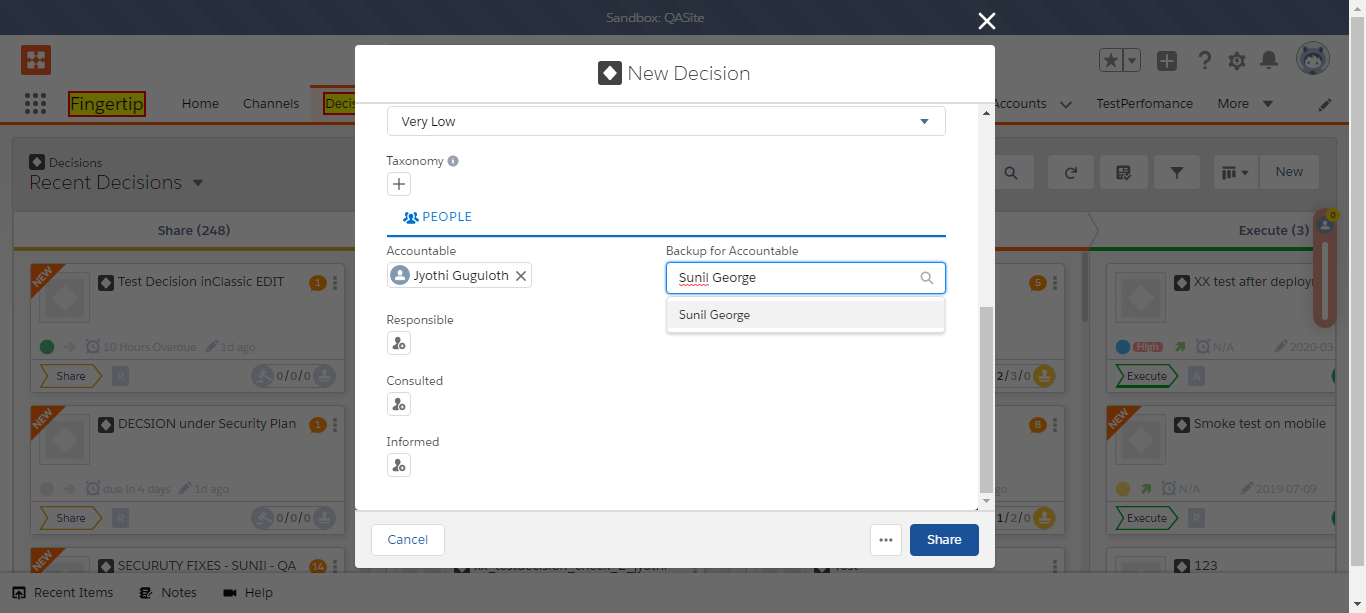 Sandbox: QASite
Fingertip
Home
Channels
Decis
Accounts
TestPerfomance
More
Decisions
Recent Decisions
New
Share (248)
Execute (3)
0
New Decision
Very Low
Taxonomy
PEOPLE
Accountable
Jyothi Guguloth
Backup for Accountable
Sunil George
Sunil George
Responsible
Consulted
Informed
Cancel
...
Share
NEW
Test Decision inClassic EDIT
1
10 Hours Overdue
1d ago
Share
R
0/0/0
NEW
DECSION under Security Plan
1
due in 4 days
1d ago
Share
R
0/0/0
NEW
SECURUTY FIXES - SUNIl - QA
14
5
2/3/0
8
go
1/2/0
XX test after deploym
High
N/A
2020-03
Execute
A
NEW
Smoke test on mobile
N/A
2019-07-09
Execute
R
123
Recent Items
Notes
Help